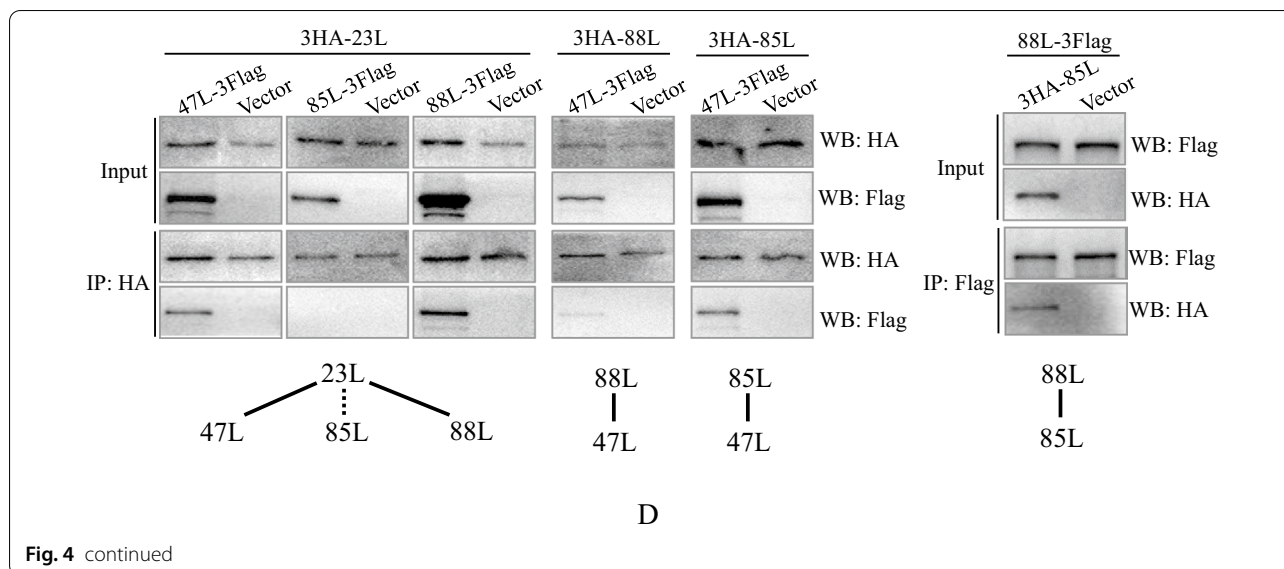 3HA-23L 3HA-88L 3HA-85L 88L-3Flag
47L-3Flag Vector 85L-3Flag Vector 88L-3Flag Vector 47L-3Flag Vector 47L-3Flag Vector 3HA-85L Vector
Input WB: HA Input WB: Flag
WB: Flag WB: HA
IP: HA WB: HA IP: Flag WB: Flag
WB: Flag WB: HA
23L 88L 85L 88L
47L 85L 88L 47L 47L 85L
D
Fig. 4 continued